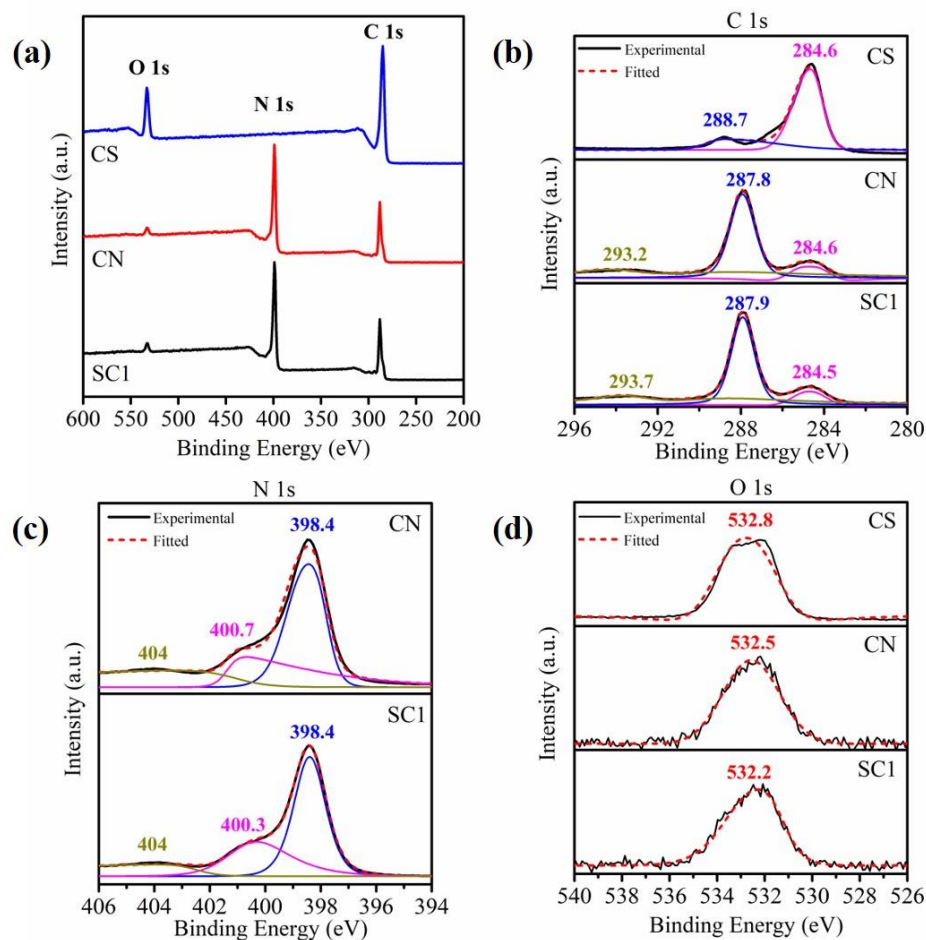 (a)
O 1s
N 1s
C 1s
CS
CN
SC1
Intensity (a.u.)
600 550 500 450 400 350 300 250 200
Binding Energy (eV)
(b)
C 1s
Experimental
Fitted
284.6
CS
288.7
287.8
CN
293.2
284.6
287.9
SC1
293.7
284.5
Intensity (a.u.)
296 292 288 284 280
Binding Energy (eV)
(c)
N 1s
Experimental
Fitted
398.4
CN
400.7
404
398.4
SC1
400.3
404
Intensity (a.u.)
406 404 402 400 398 396 394
Binding Energy (eV)
(d)
O 1s
Experimental
Fitted
532.8
CS
532.5
CN
532.2
SC1
Intensity (a.u.)
540 538 536 534 532 530 528 526
Binding Energy (eV)